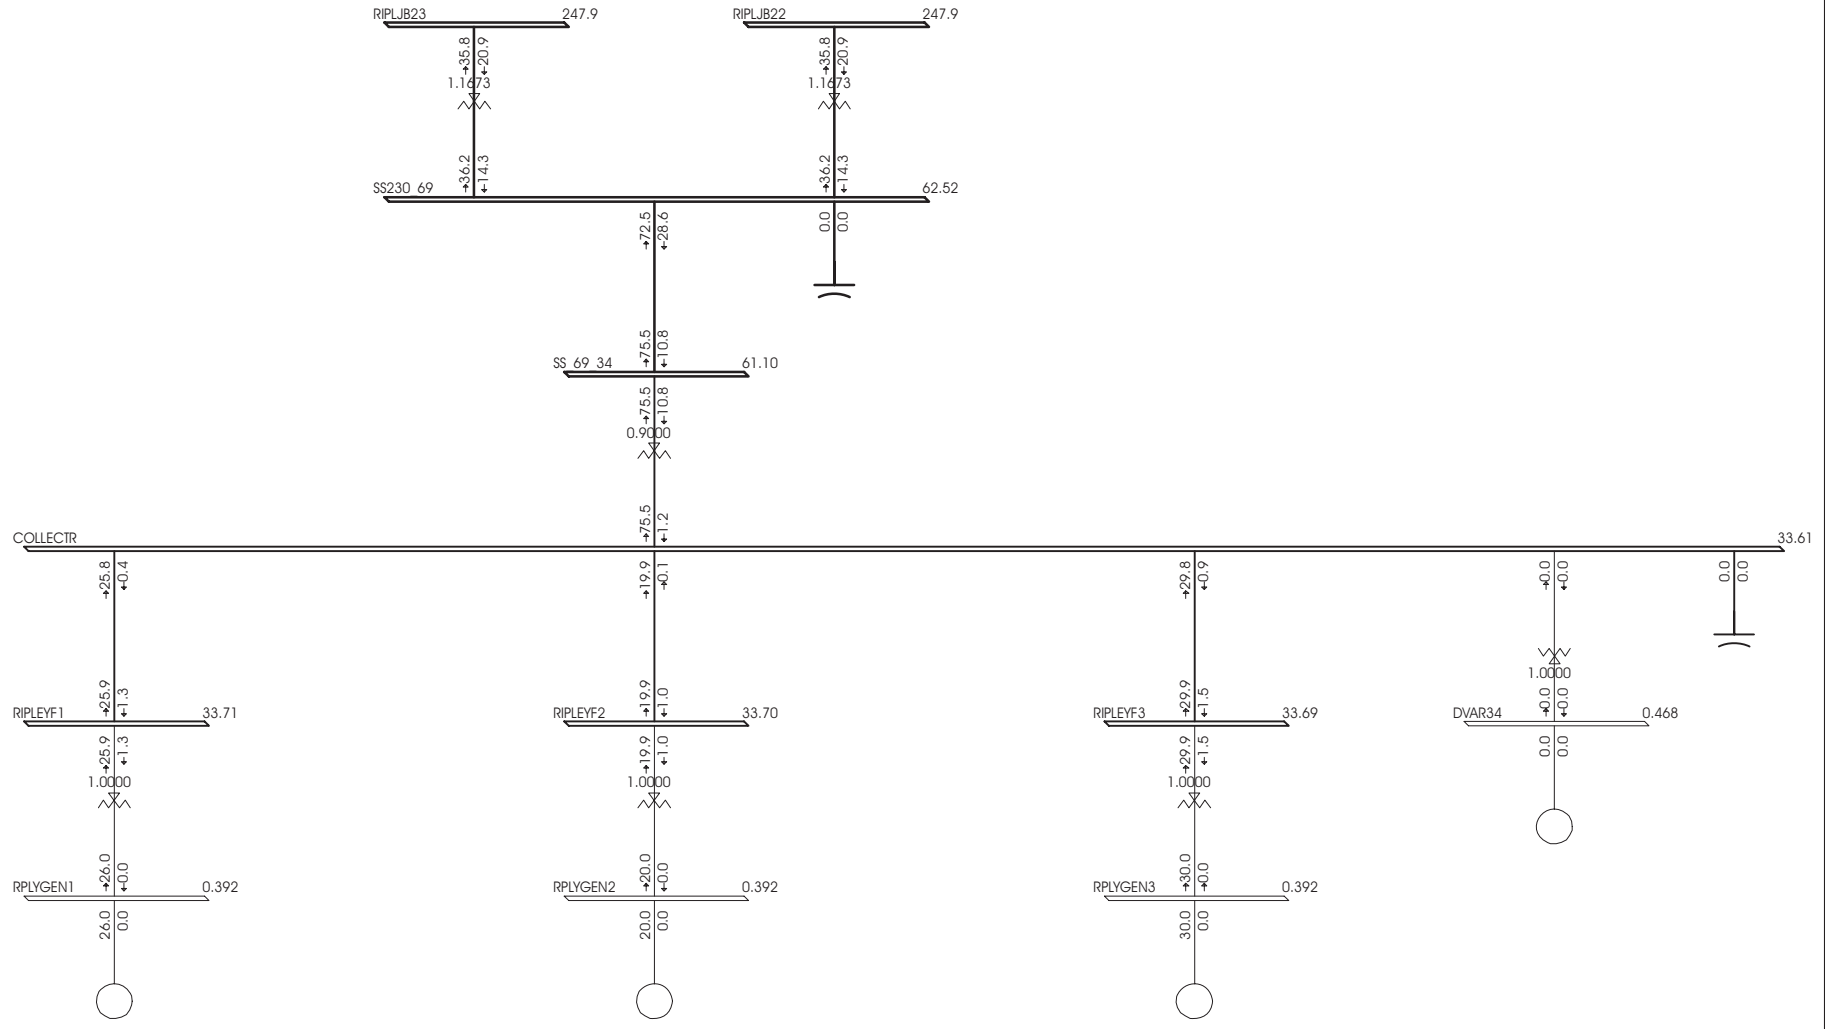 RIPLJB23 247.9 RIPLJB22 247.9
35.8 20.9 35.8 20.9
1.1673 1.1673
36.2 14.3 36.2 14.3
SS230_69 62.52
72.5 28.6 0.0 0.0
75.5 10.8
SS_69_34 61.10
75.5 10.8
0.9000
75.5 1.2
COLLECTR 33.61
25.8 0.4 19.9 0.1 29.8 0.9 0.0 0.0 0.0 0.0
1.0000
25.9 1.3 19.9 1.0 29.9 1.5 0.0 0.0
RIPLEYF1 33.71 RIPLEYF2 33.70 RIPLEYF3 33.69 DVAR34 0.468
25.9 1.3 19.9 1.0 29.9 1.5 0.0 0.0
1.0000 1.0000 1.0000
26.0 0.0 20.0 0.0 30.0 0.0
RPLYGEN1 0.392 RPLYGEN2 0.392 RPLYGEN3 0.392
26.0 0.0 20.0 0.0 30.0 0.0